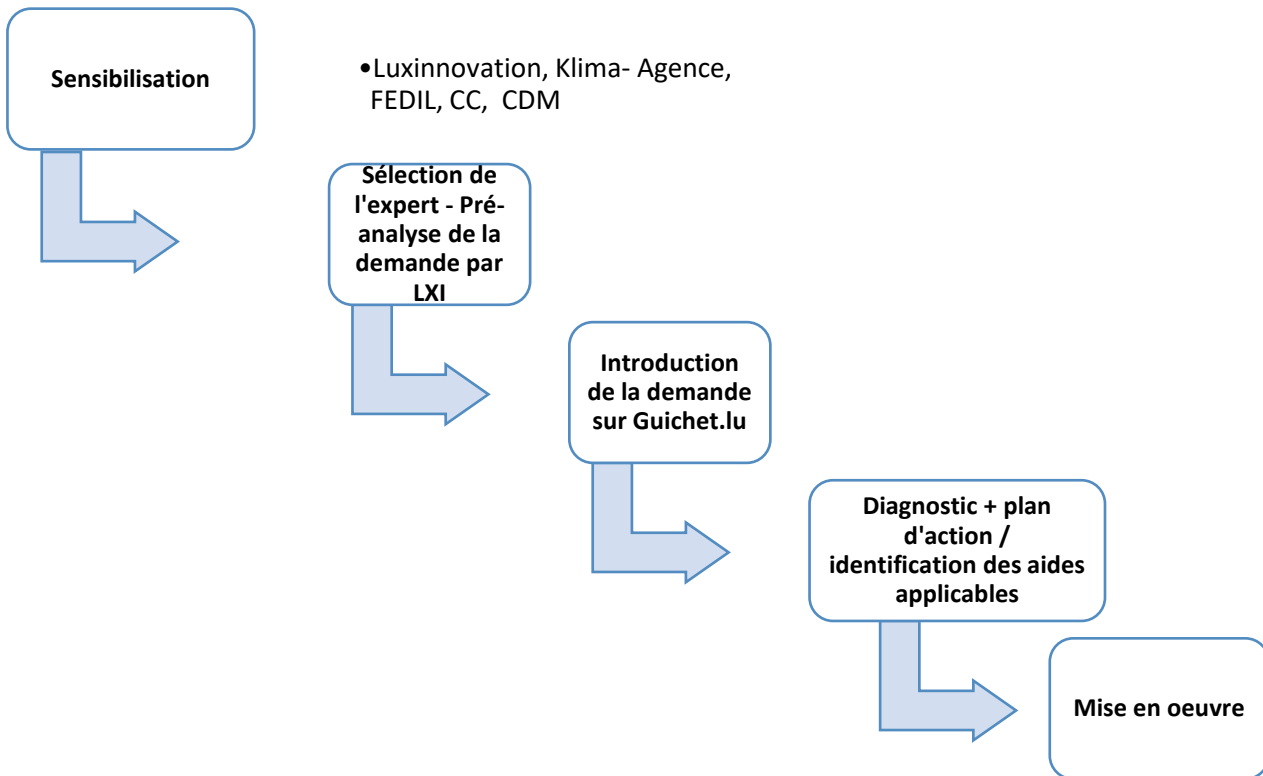 Sensibilisation
•Luxinnovation, Klima- Agence,
FEDIL, CC,  CDM
Sélection de
l'expert - Pré-
analyse de la
demande par
LXI
Introduction
de la demande
sur Guichet.lu
Diagnostic + plan
d'action /
identification des aides
applicables
Mise en oeuvre